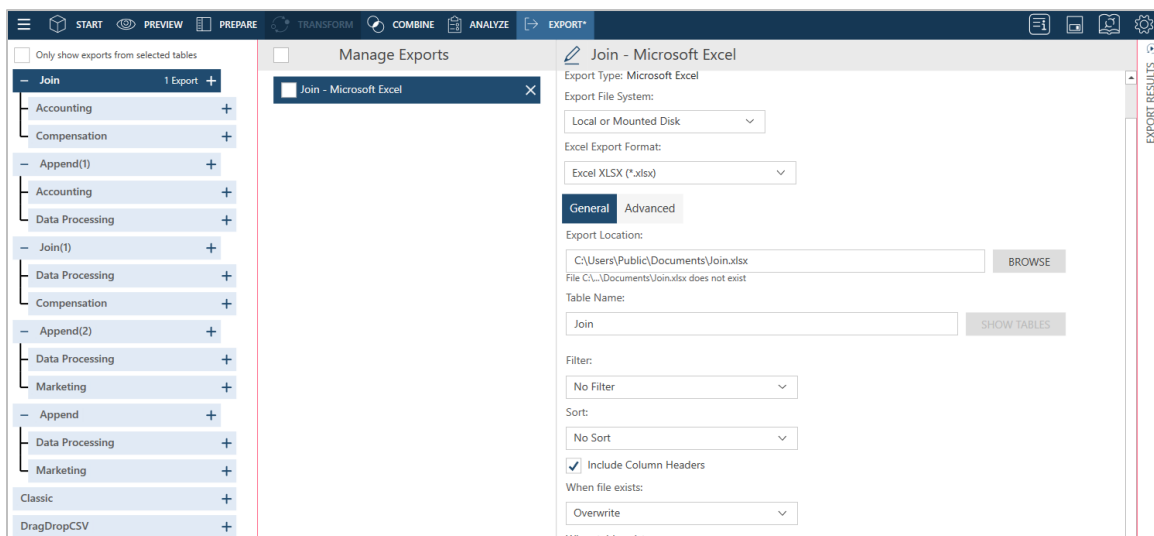 START PREVIEW PREPARE TRANSFORM COMBINE ANALYZE EXPORT*
Only show exports from selected tables
Join 1 Export
Accounting
Compensation
Append(1)
Accounting
Data Processing
Join(1)
Data Processing
Compensation
Append(2)
Data Processing
Marketing
Append
Data Processing
Marketing
Classic
DragDropCSV
Manage Exports
Join - Microsoft Excel
Join - Microsoft Excel
Export Type: Microsoft Excel
Export File System:
Local or Mounted Disk
Excel Export Format:
Excel XLSX (*.xlsx)
General Advanced
Export Location:
C:\Users\Public\Documents\Join.xlsx BROWSE
File C:\...\Documents\Join.xlsx does not exist
Table Name:
Join SHOW TABLES
Filter:
No Filter
Sort:
No Sort
Include Column Headers
When file exists:
Overwrite
EXPORT RESULTS